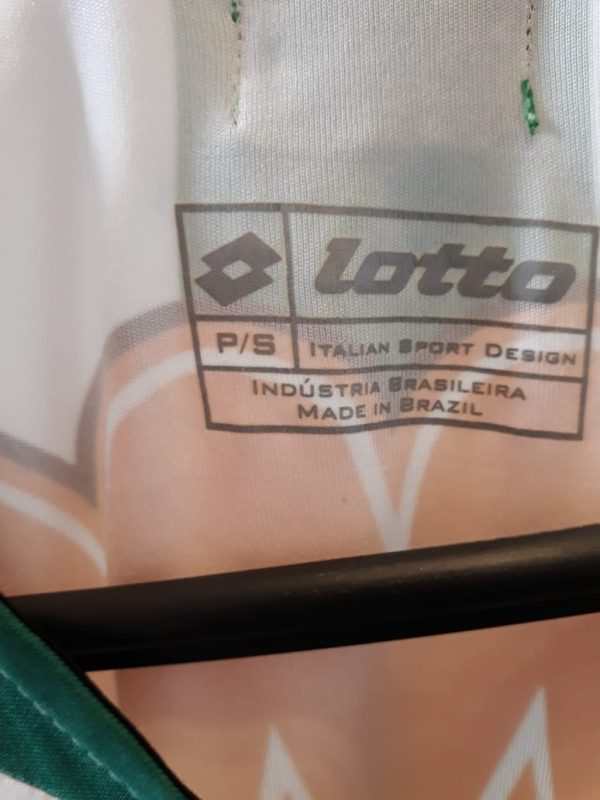 lotto
P/S ITALIAN SPORT DESIGN
INDÚSTRIA BRASILEIRA
MADE IN BRAZIL